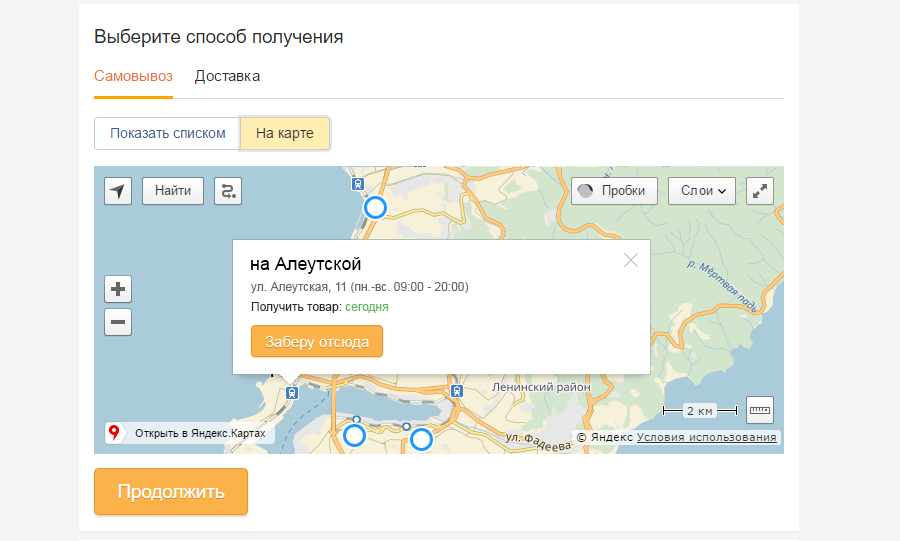 Выберите способ получения
Самовывоз Доставка
Показать списком На карте
Найти Пробки Слои
на Алеутской
ул. Алеутская, 11 (пн.-вс. 09:00 - 20:00)
Получить товар: сегодня
Заберу отсюда
р. Мёртвая падь
Ленинский район
2 км
ул. Фадеева
Открыть в Яндекс.Картах
© Яндекс Условия использования
Продолжить